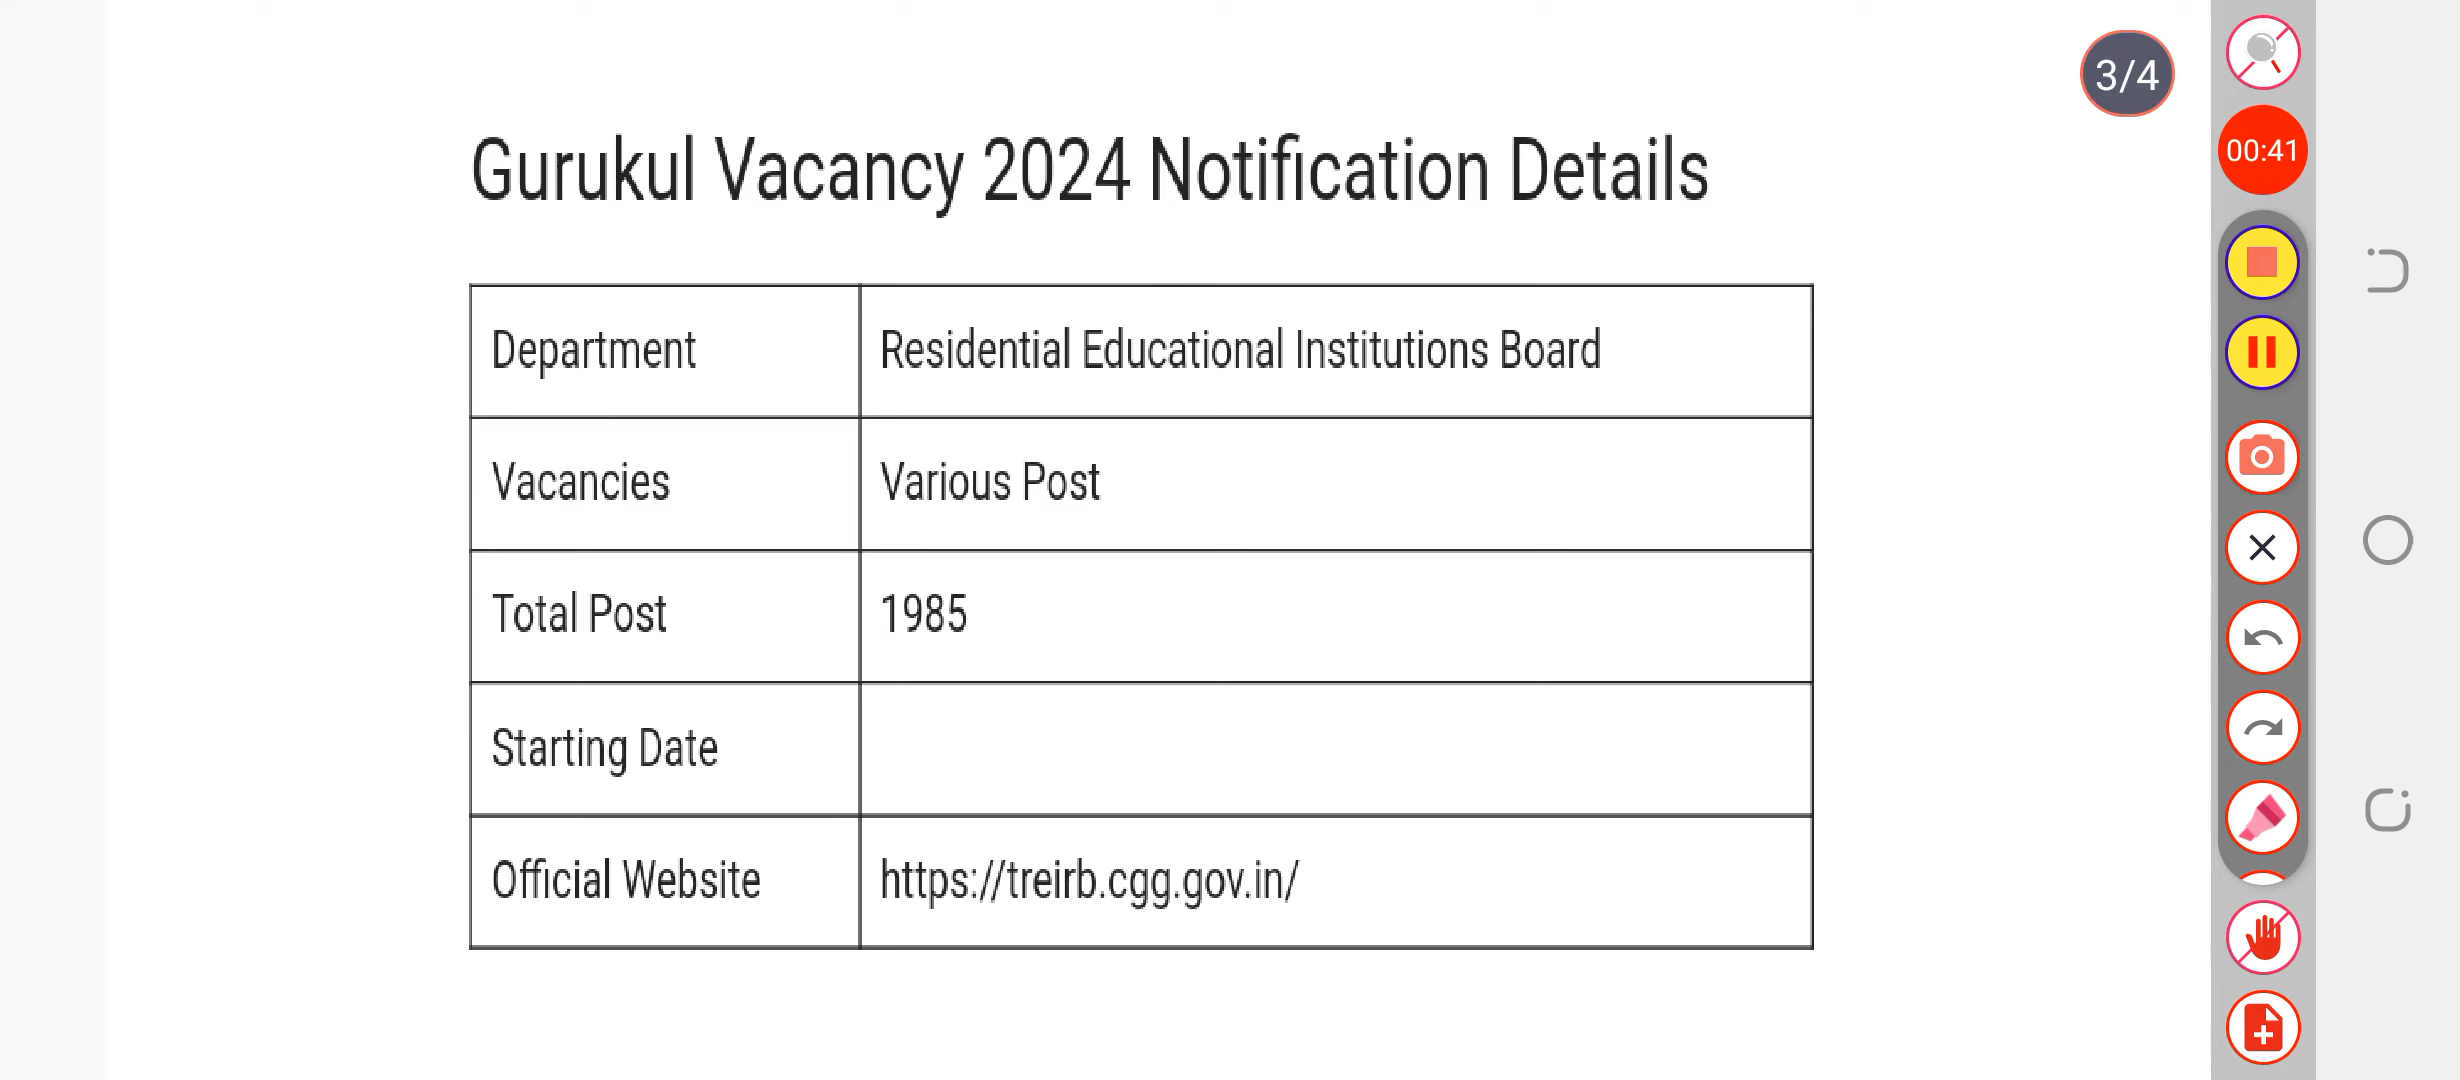 3/4
00:41
Gurukul Vacancy 2024 Notification Details
Department Residential Educational Institutions Board
Vacancies Various Post
Total Post 1985
Starting Date
Official Website https://treirb.cgg.gov.in/